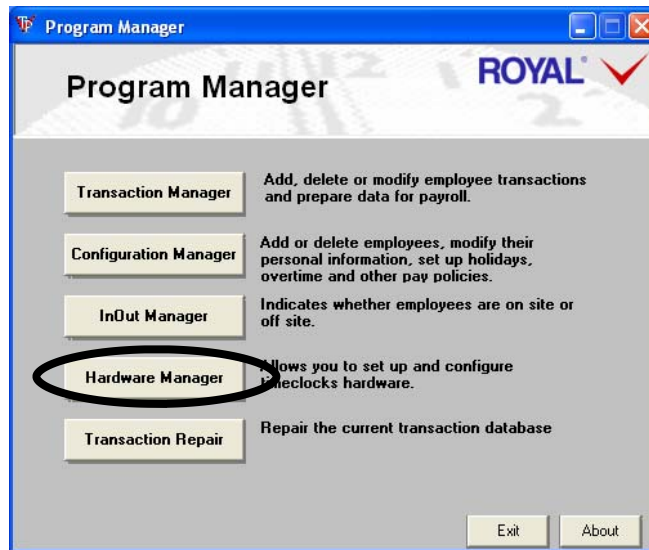 Program Manager
Program Manager
ROYAL
Transaction Manager
Add, delete or modify employee transactions
and prepare data for payroll.
Configuration Manager
Add or delete employees, modify their
personal information, set up holidays,
overtime and other pay policies.
InOut Manager
Indicates whether employees are on site or
off site.
Hardware Manager
Allows you to set up and configure
timeclocks hardware.
Transaction Repair
Repair the current transaction database
Exit
About